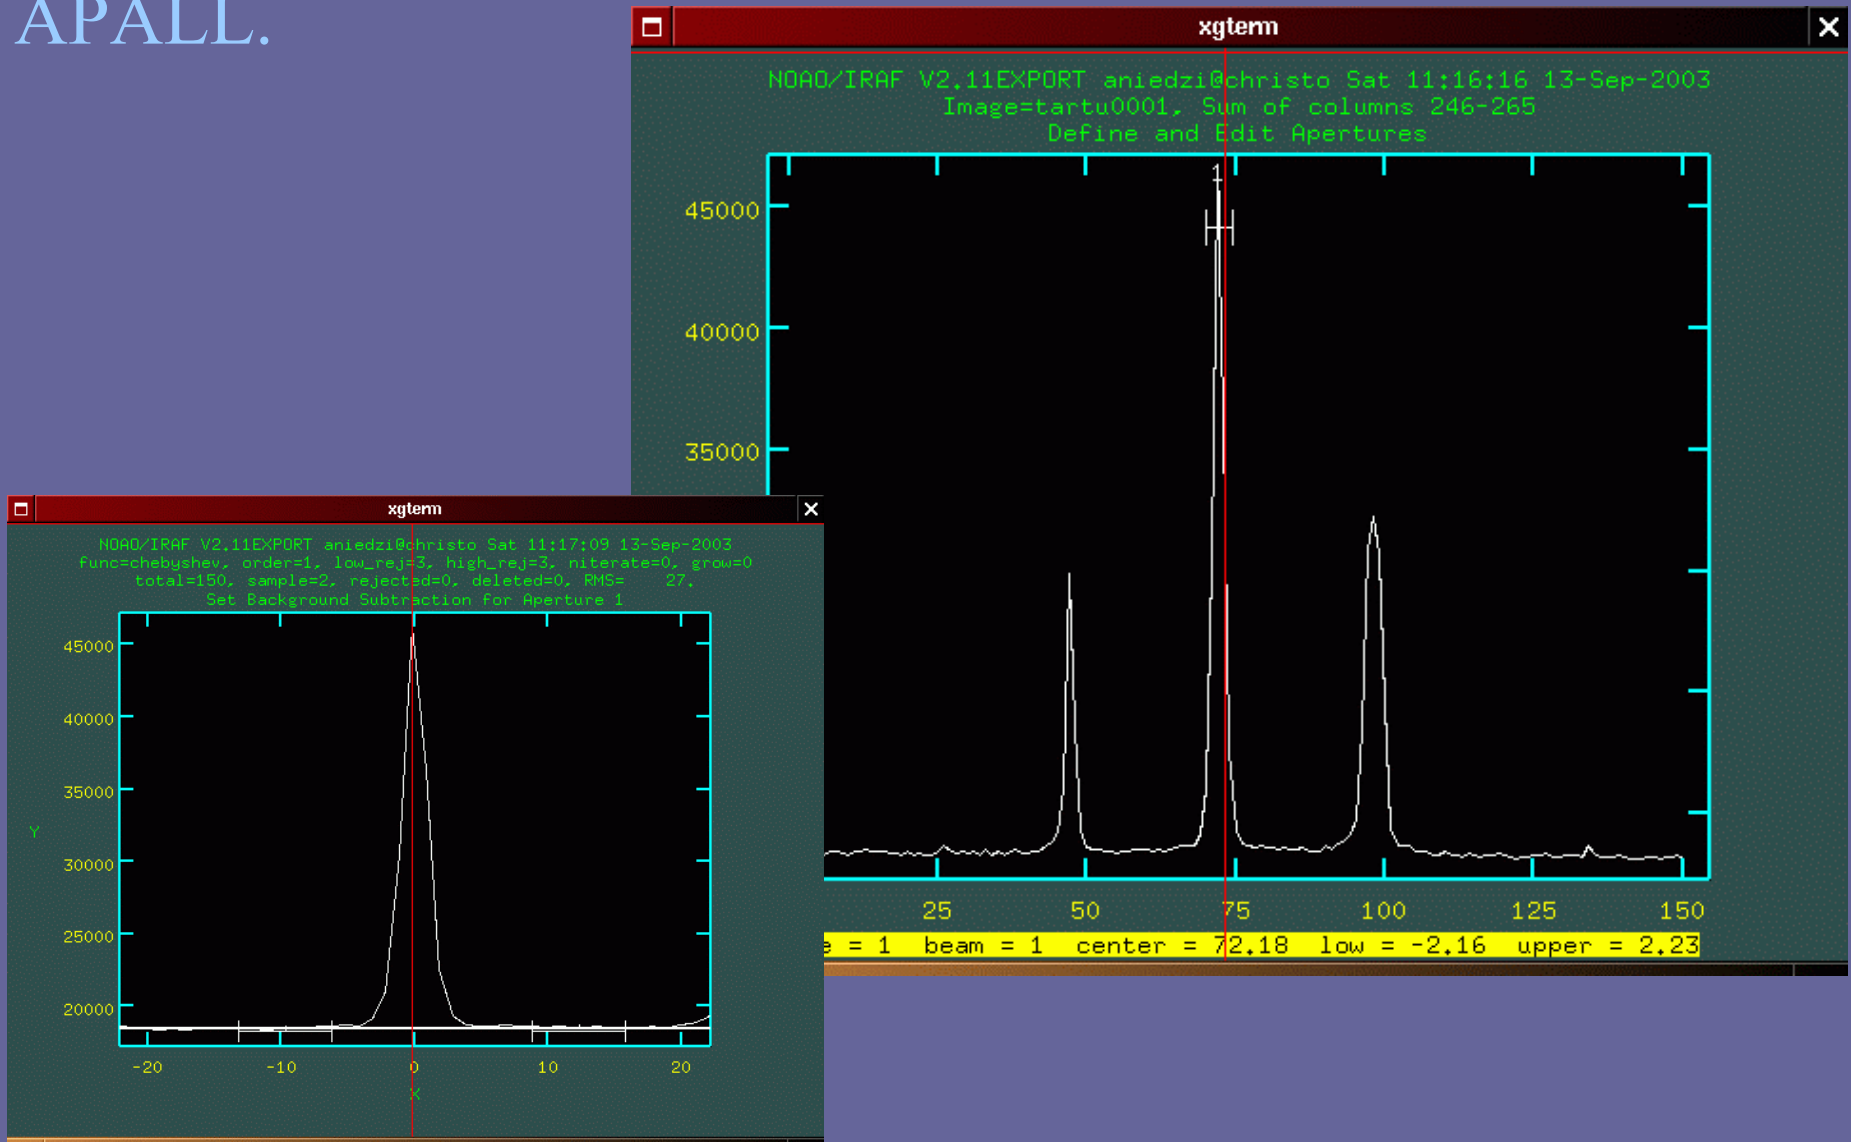 APALL.
xgterm
NOAO/IRAF V2.11EXPORT aniedzi@christo Sat 11:16:16 13-Sep-2003
Image=tartu0001, Sum of columns 246-265
Define and Edit Apertures
1
45000
40000
35000
25 50 75 100 125 150
e = 1 beam = 1 center = 72.18 low = -2.16 upper = 2.23
xgterm
NOAO/IRAF V2.11EXPORT aniedzi@christo Sat 11:17:09 13-Sep-2003
func=chebyshev, order=1, low_rej=3, high_rej=3, niterate=0, grow=0
total=150, sample=2, rejected=0, deleted=0, RMS= 27.
Set Background Subtraction for Aperture 1
45000
40000
35000
Y
30000
25000
20000
-20 -10 0 10 20
X